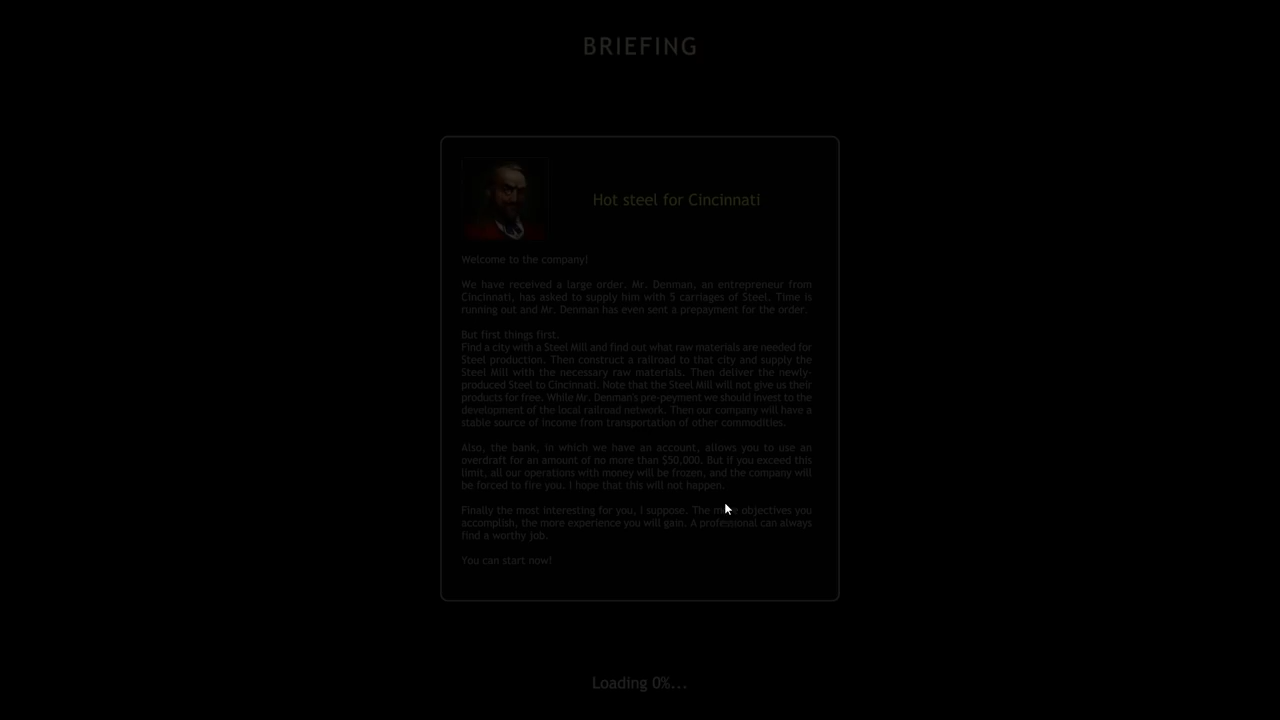 BRIEFING
Hot steel for Cincinnati
Welcome to the company!
We have received a large order. Mr. Denman, an entrepreneur from
Cincinnati, has asked to supply him with 5 carriages of Steel. Time is
running out and Mr. Denman has even sent a prepayment for the order.
But first things first.
Find a city with a Steel Mill and find out what raw materials are needed for
Steel production. Then construct a railroad to that city and supply the
Steel Mill with the necessary raw materials. Then deliver the newly-
produced Steel to Cincinnati. Note that the Steel Mill will not give us their
products for free. While Mr. Denman's pre-peyment we should invest to the
development of the local railroad network. Then our company will have a
stable source of income from transportation of other commodities.
Also, the bank, in which we have an account, allows you to use an
overdraft for an amount of no more than $50,000. But if you exceed this
limit, all our operations with money will be frozen, and the company will
be forced to fire you. I hope that this will not happen.
Finally the most interesting for you, I suppose. The more objectives you
accomplish, the more experience you will gain. A professional can always
find a worthy job.
You can start now!
Loading 0%...